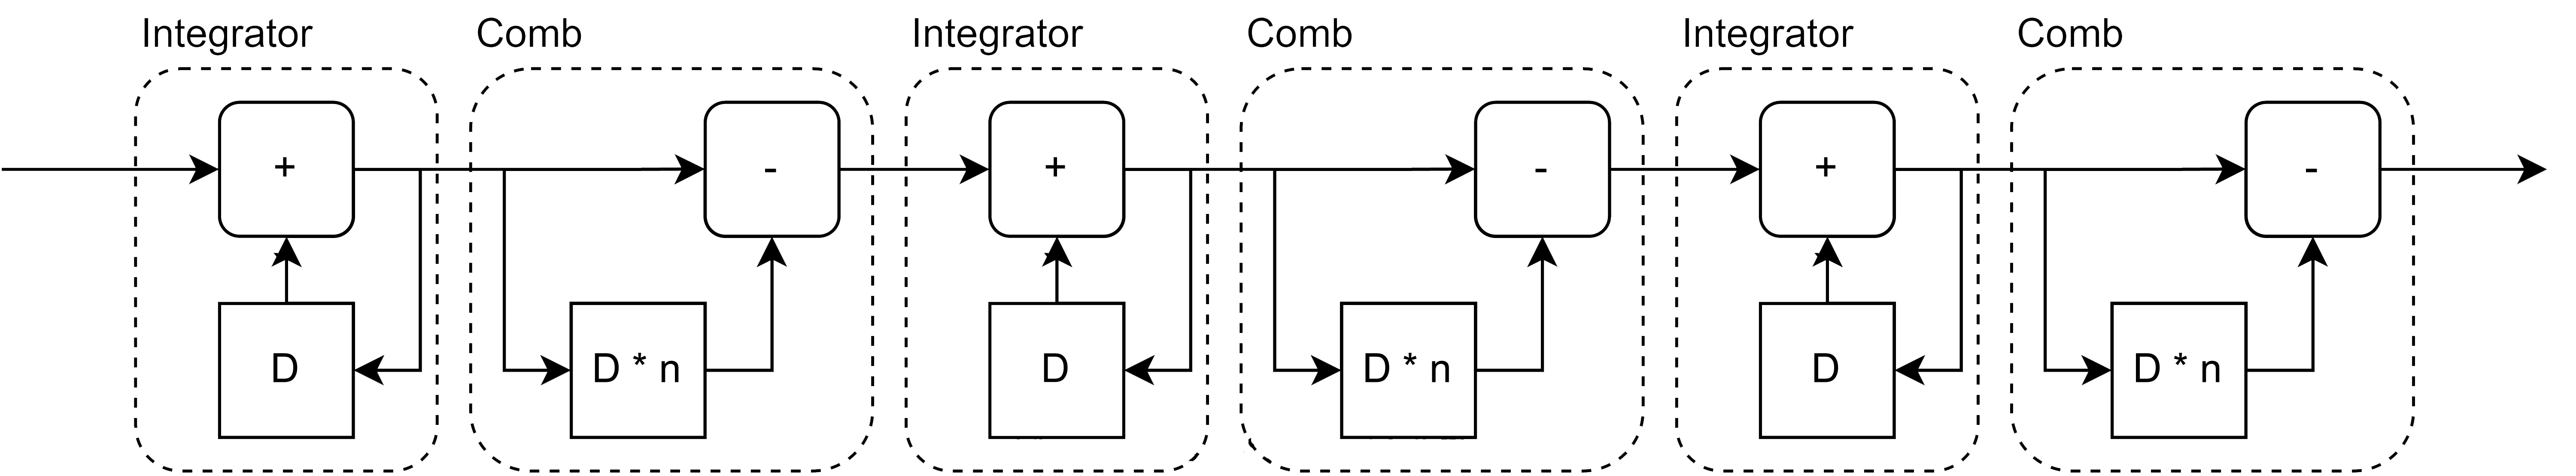 Integrator
Comb
Integrator
Comb
Integrator
Comb
+
-
+
-
+
-
D
D * n
D
D * n
D
D * n